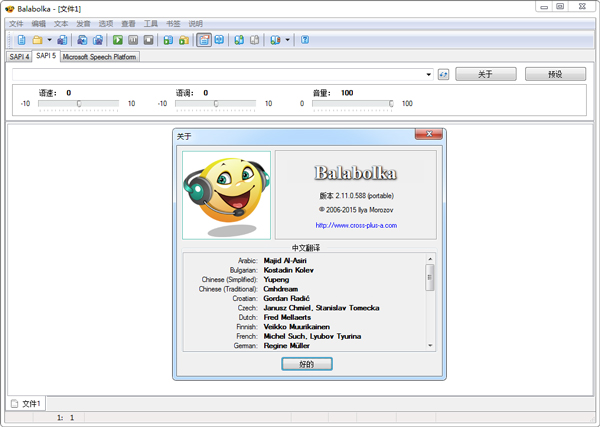 Balabolka - [文件1]
文件 编辑 文本 发音 选项 查看 工具 书签 说明
SAPI 4 SAPI 5 Microsoft Speech Platform
关于 预设
语速: 0 语调: 0 音量: 100
-10 10 -10 10 0 100
关于
Balabolka
版本 2.11.0.588 (portable)
© 2006-2015 Ilya Morozov
http://www.cross-plus-a.com
中文翻译
Arabic: Majid Al-Asiri
Bulgarian: Kostadin Kolev
Chinese (Simplified): Yupeng
Chinese (Traditional): Cmhdream
Croatian: Gordan Radić
Czech: Janusz Chmiel, Stanislav Tomecka
Dutch: Fred Mellaerts
Finnish: Veikko Muurikainen
French: Michel Such, Lyubov Tyurina
German: Regine Müller
好的
文件1
1: 1